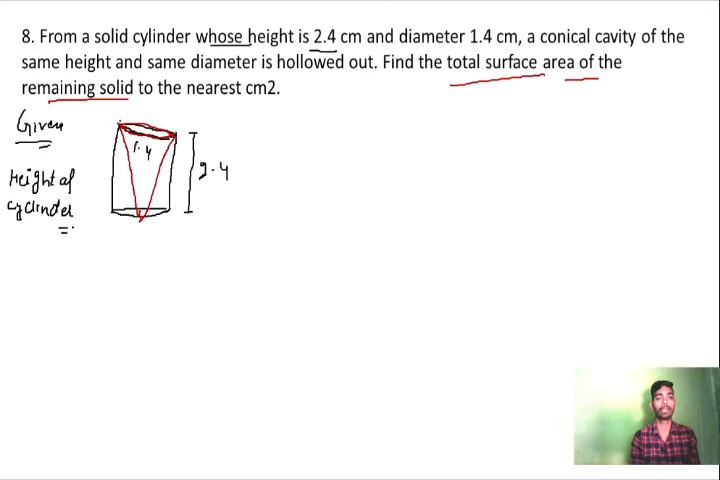 8. From a solid cylinder whose height is 2.4 cm and diameter 1.4 cm, a conical cavity of the
same height and same diameter is hollowed out. Find the total surface area of the
remaining solid to the nearest cm2.
Given
1.4
2.4
Height of
cylinder
=